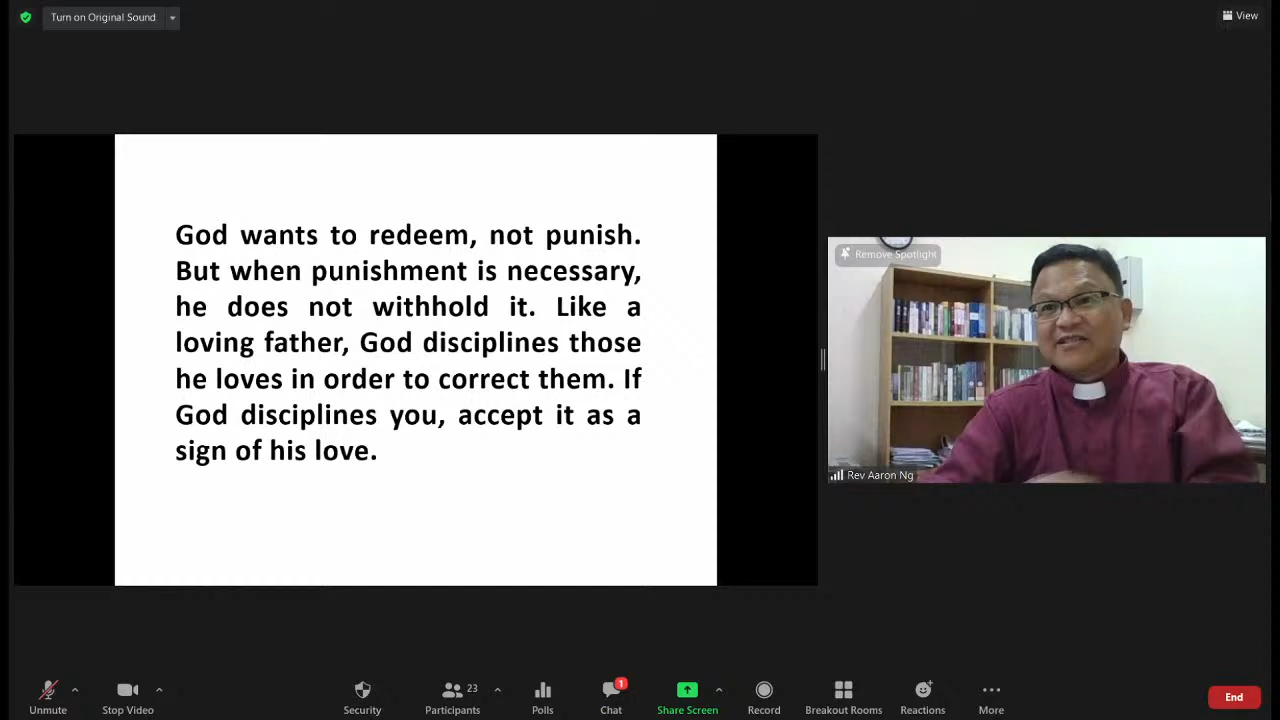 Turn on Original Sound
View
God wants to redeem, not punish.
But when punishment is necessary,
he does not withhold it. Like a
loving father, God disciplines those
he loves in order to correct them. If
God disciplines you, accept it as a
sign of his love.
Remove Spotlight
Rev Aaron Ng
23
1
Unmute
Stop Video
Security
Participants
Polls
Chat
Share Screen
Record
Breakout Rooms
Reactions
More
End